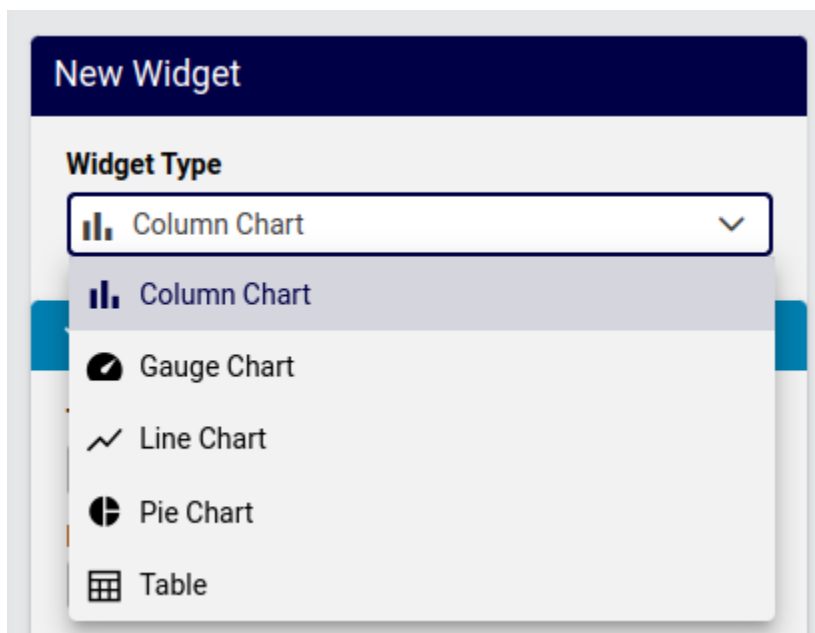 New Widget
Widget Type
Column Chart
Column Chart
Gauge Chart
Line Chart
Pie Chart
Table